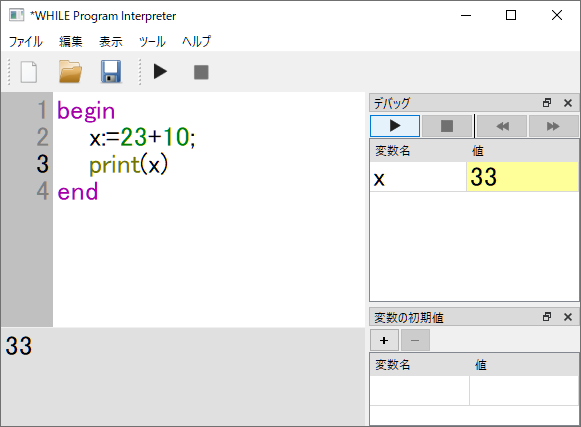 *WHILE Program Interpreter
ファイル 編集 表示 ツール ヘルプ
1 begin
2 x:=23+10;
3 print(x)
4 end
33
デバッグ
変数名 値
x 33
変数の初期値
変数名 値